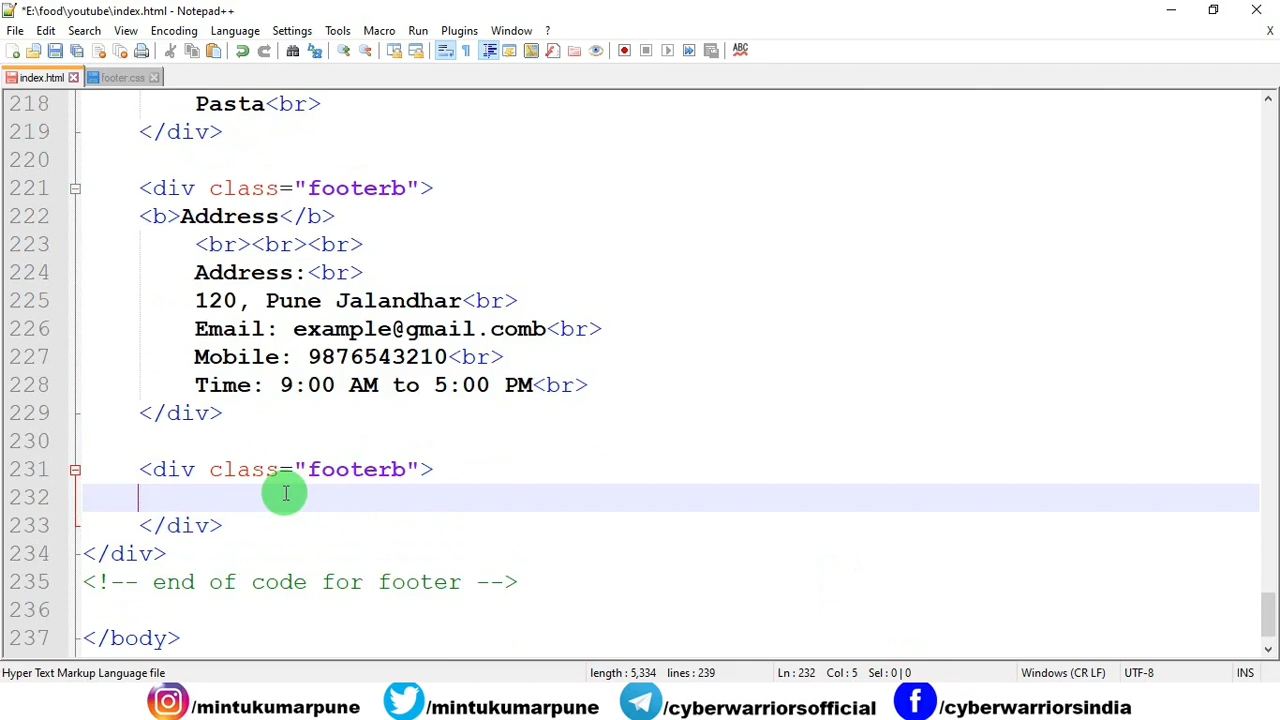 *E:\food\youtube\index.html - Notepad++
File Edit Search View Encoding Language Settings Tools Macro Run Plugins Window ? X
index.html footer.css
218 Pasta<br>
219 </div>
220
221 <div class="footerb">
222 <b>Address</b>
223 <br><br><br>
224 Address:<br>
225 120, Pune Jalandhar<br>
226 Email: example@gmail.comb<br>
227 Mobile: 9876543210<br>
228 Time: 9:00 AM to 5:00 PM<br>
229 </div>
230
231 <div class="footerb">
232
233 </div>
234 </div>
235 <!-- end of code for footer -->
236
237 </body>
Hyper Text Markup Language file length : 5,334 lines : 239 Ln : 232 Col : 5 Sel : 0 | 0 Windows (CR LF) UTF-8 INS
/mintukumarpune /mintukumarpune /cyberwarriorsofficial /cyberwarriorsindia